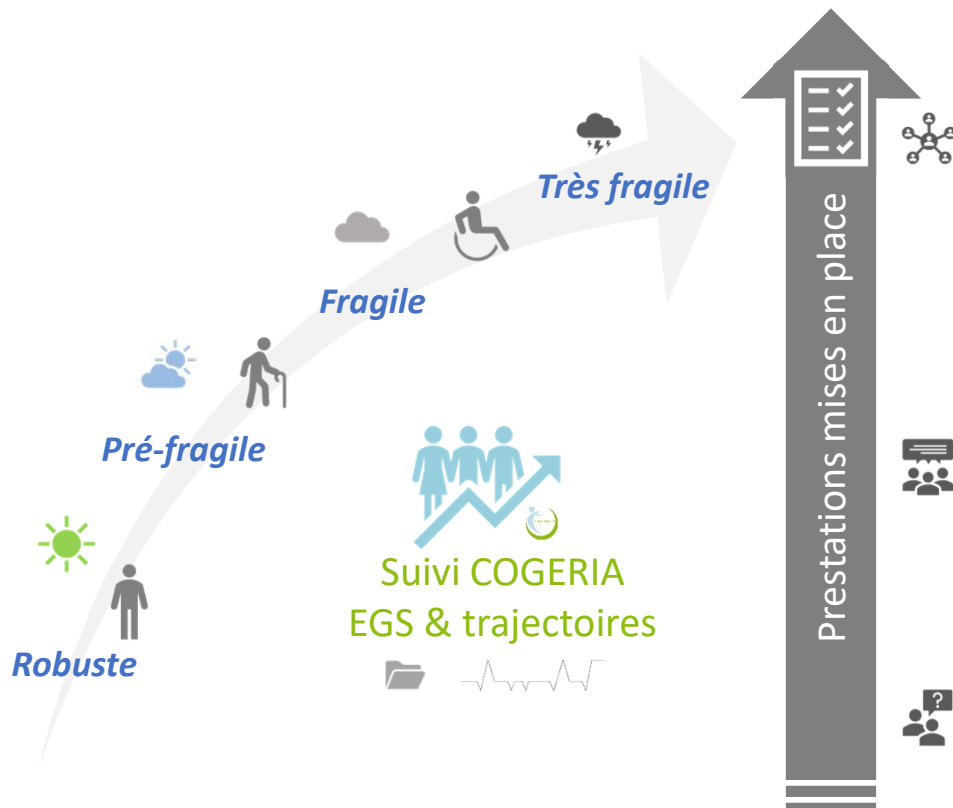 Très fragile
Fragile
Pré-fragile
Robuste
Suivi COGERIA
EGS & trajectoires
Prestations mises en place
?